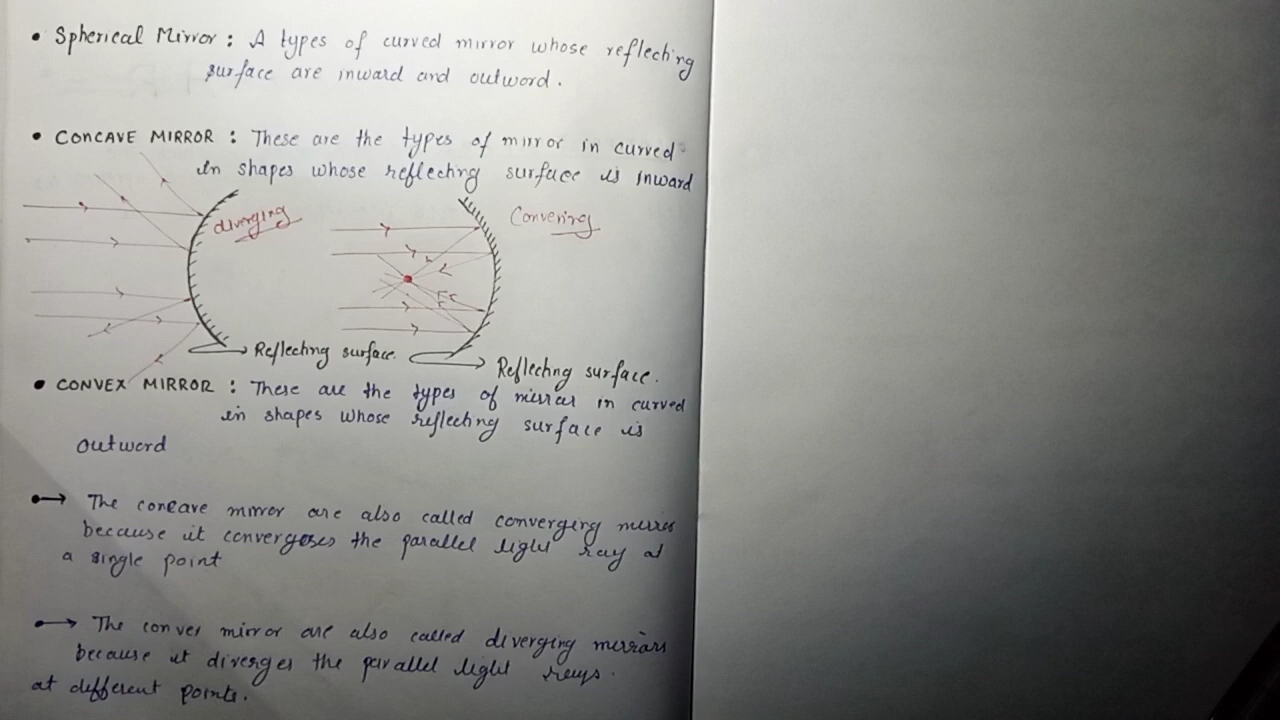 • Spherical Mirror : A types of curved mirror whose reflecting
surface are inward and outword.
• CONCAVE MIRROR : These are the types of mirror in curved
in shapes whose reflecting surface is inward
diverging
Convering
Reflecting surface.
Reflecting surface.
• CONVEX MIRROR : These are the types of mirror in curved
in shapes whose reflecting surface is
outword
•→ The concave mirror are also called converging mirror
because it convergeses the parallel light ray at
a single point
•→ The conver mirror are also called diverging mirrors
because it diverges the parallel light rays.
at different points.